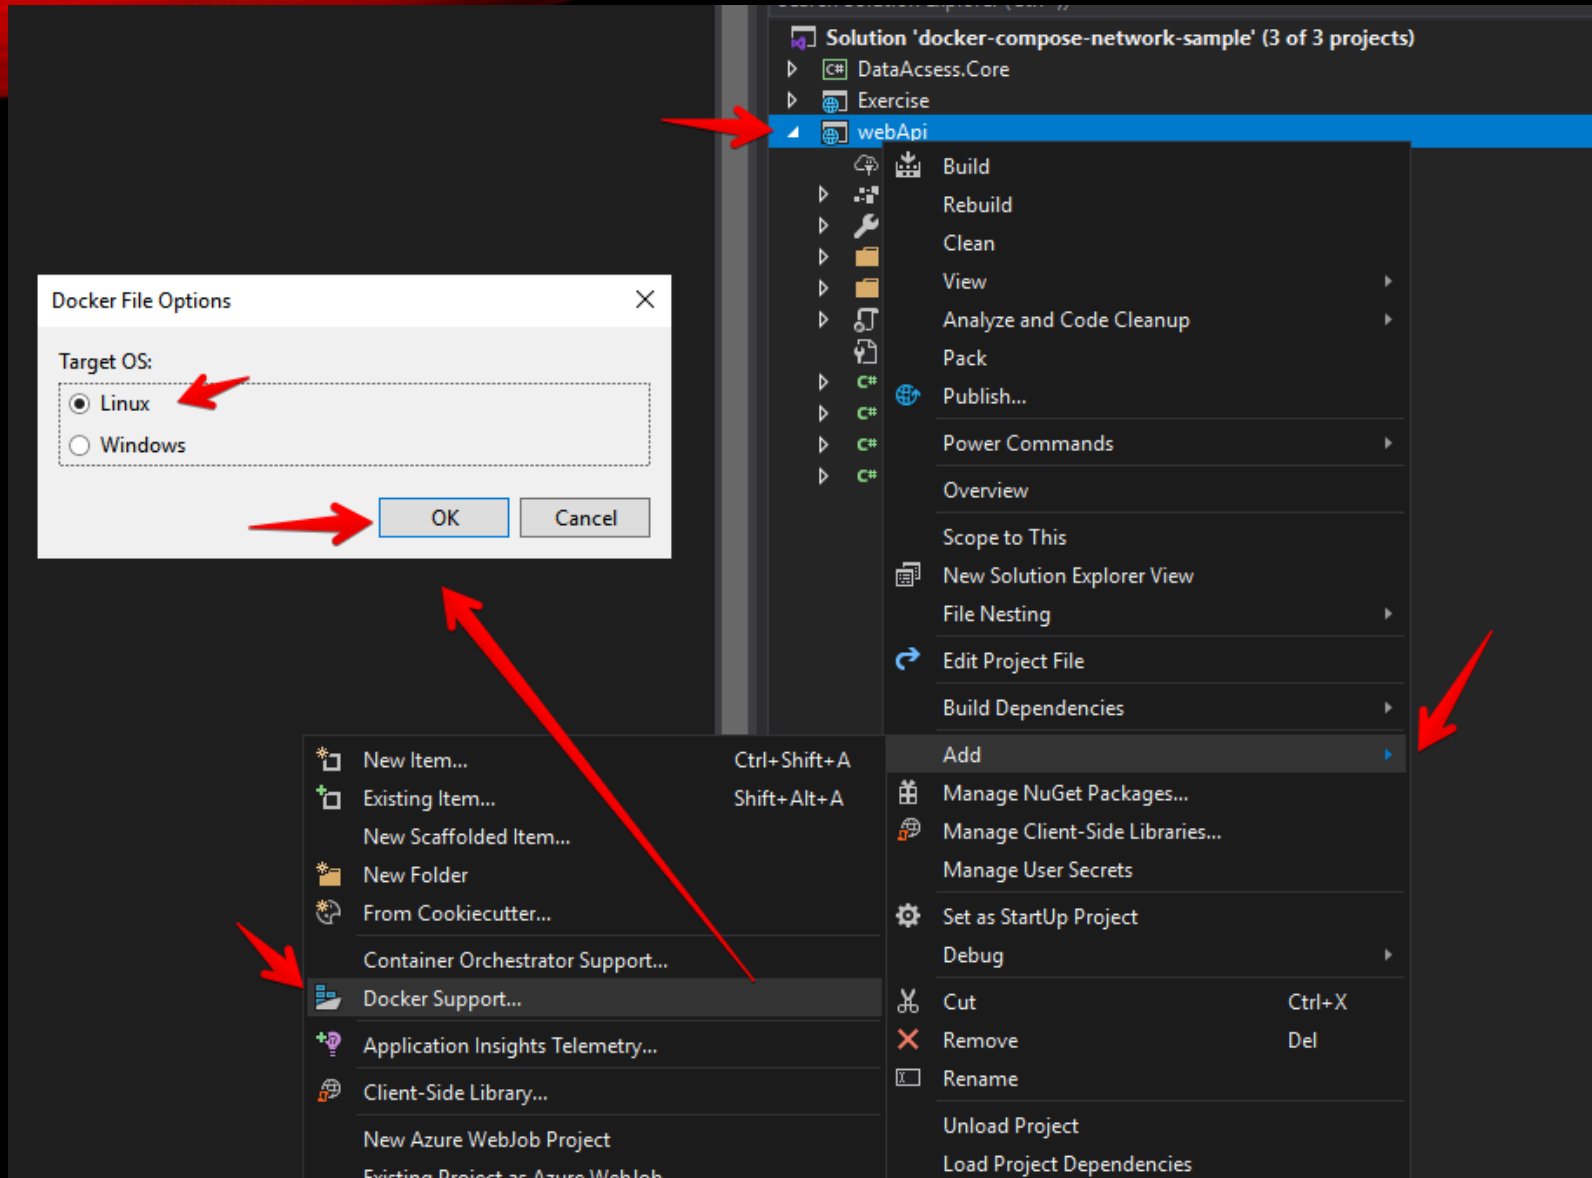 Solution 'docker-compose-network-sample' (3 of 3 projects)
DataAcsess.Core
C#
Exercise
webApi
Build
Rebuild
Clean
View
Analyze and Code Cleanup
Pack
C#
Publish...
C#
Power Commands
C#
C#
Overview
Scope to This
New Solution Explorer View
File Nesting
Edit Project File
Build Dependencies
Add
Manage NuGet Packages...
Manage Client-Side Libraries...
Manage User Secrets
Set as StartUp Project
Debug
Cut Ctrl+X
Remove Del
Rename
Unload Project
Load Project Dependencies
New Item... Ctrl+Shift+A
Existing Item... Shift+Alt+A
New Scaffolded Item...
New Folder
From Cookiecutter...
Container Orchestrator Support...
Docker Support...
Application Insights Telemetry...
Client-Side Library...
New Azure WebJob Project
Existing Project as Azure WebJob
Docker File Options
Target OS:
Linux
Windows
OK Cancel